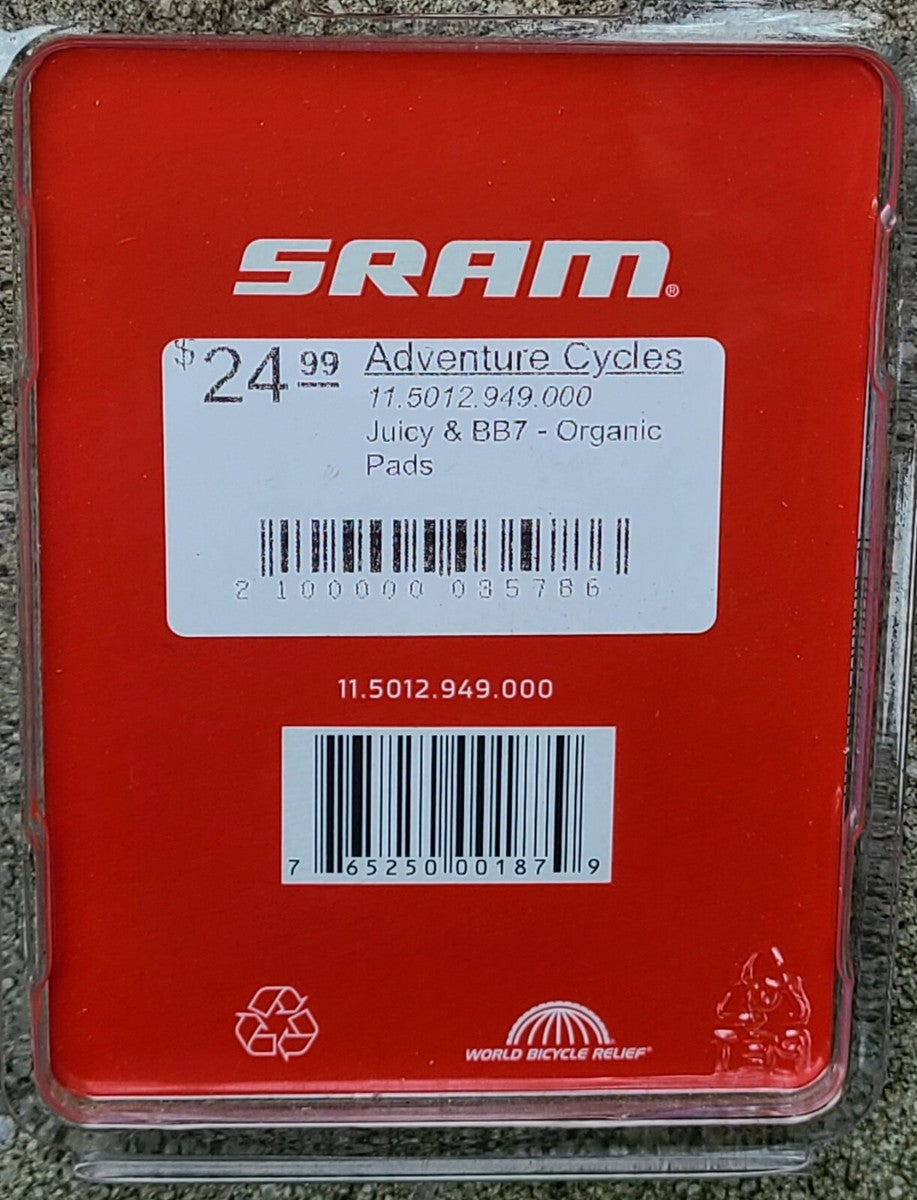 SRAM®
$24.99 Adventure Cycles
11.5012.949.000
Juicy & BB7 - Organic
Pads
2 100000 035786
11.5012.949.000
7 65250 00187 9
WORLD BICYCLE RELIEF®